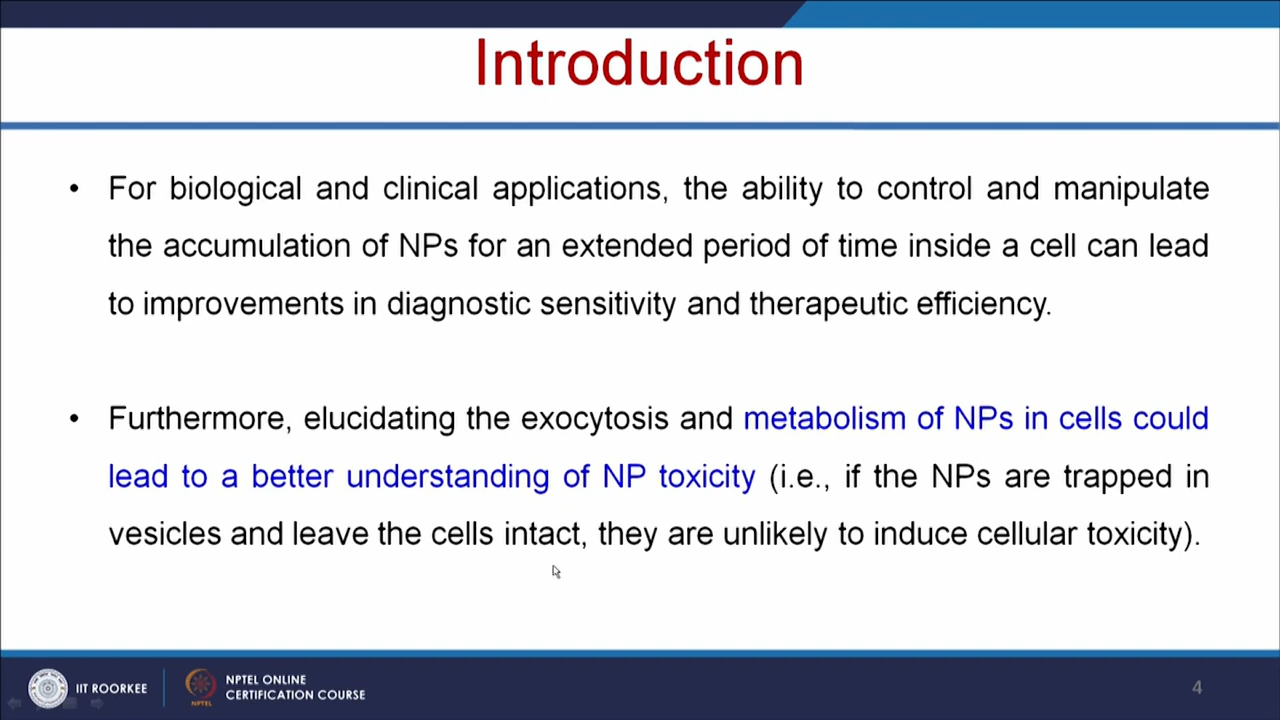 Introduction
• For biological and clinical applications, the ability to control and manipulate
the accumulation of NPs for an extended period of time inside a cell can lead
to improvements in diagnostic sensitivity and therapeutic efficiency.
• Furthermore, elucidating the exocytosis and metabolism of NPs in cells could
lead to a better understanding of NP toxicity (i.e., if the NPs are trapped in
vesicles and leave the cells intact, they are unlikely to induce cellular toxicity).
IIT ROORKEE
NPTEL
NPTEL ONLINE
CERTIFICATION COURSE
4